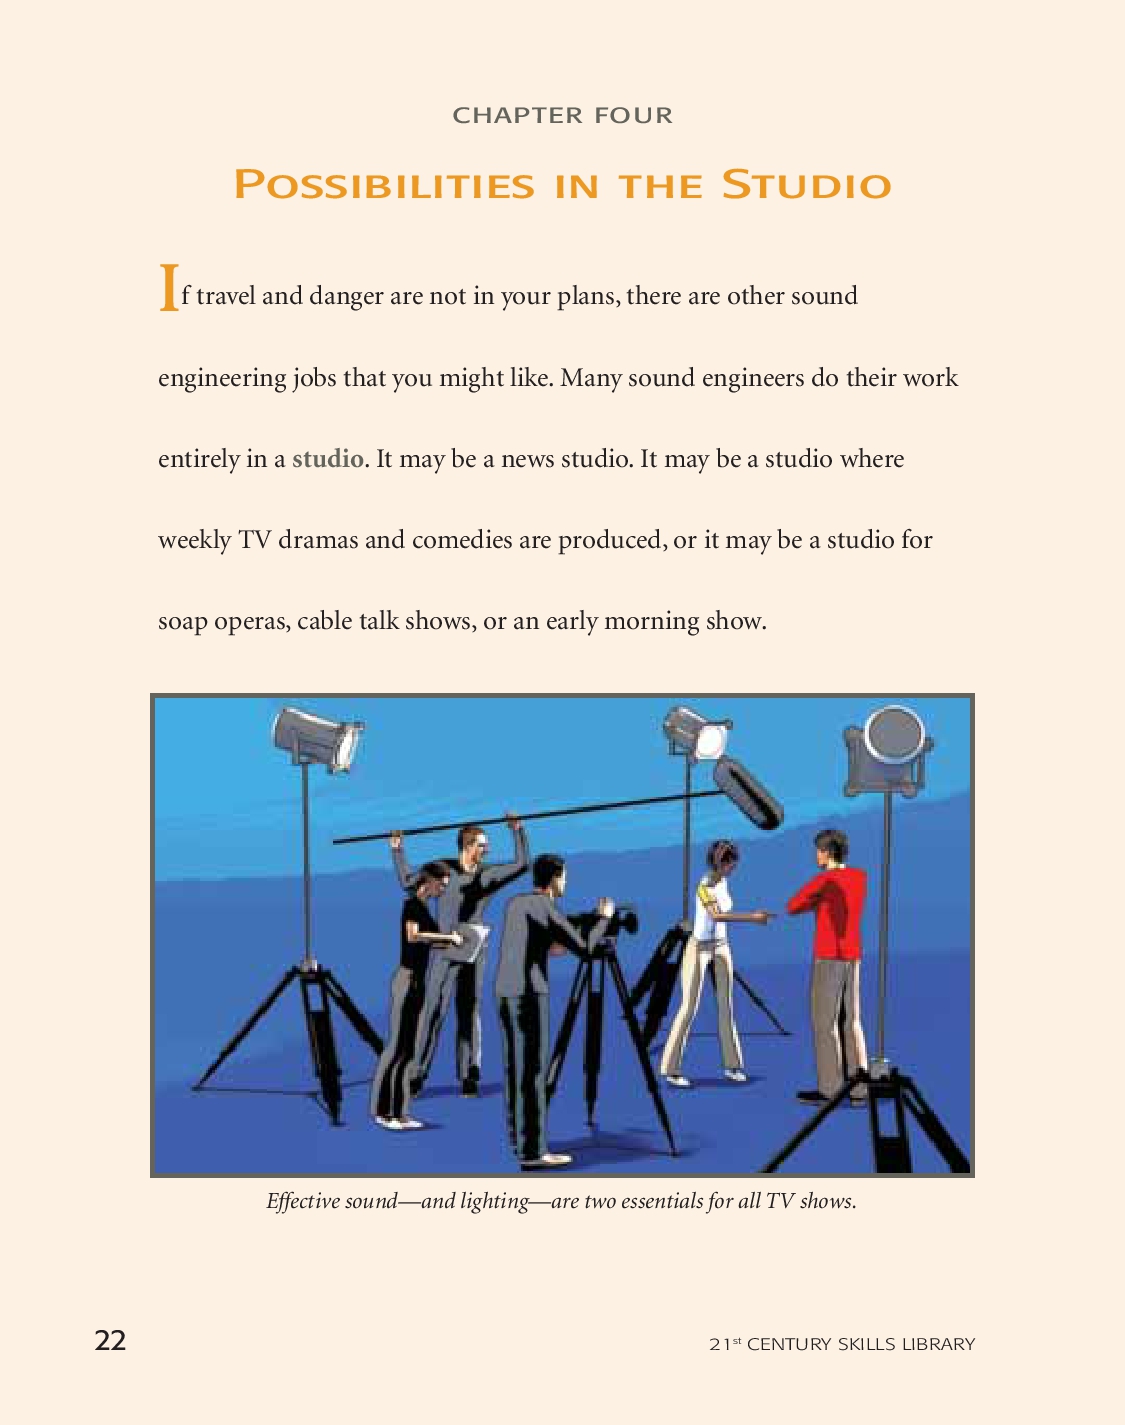 CHAPTER FOUR
POSSIBILITIES IN THE STUDIO
If travel and danger are not in your plans, there are other sound
engineering jobs that you might like. Many sound engineers do their work
entirely in a studio. It may be a news studio. It may be a studio where
weekly TV dramas and comedies are produced, or it may be a studio for
soap operas, cable talk shows, or an early morning show.
Effective sound—and lighting—are two essentials for all TV shows.
22
21st CENTURY SKILLS LIBRARY